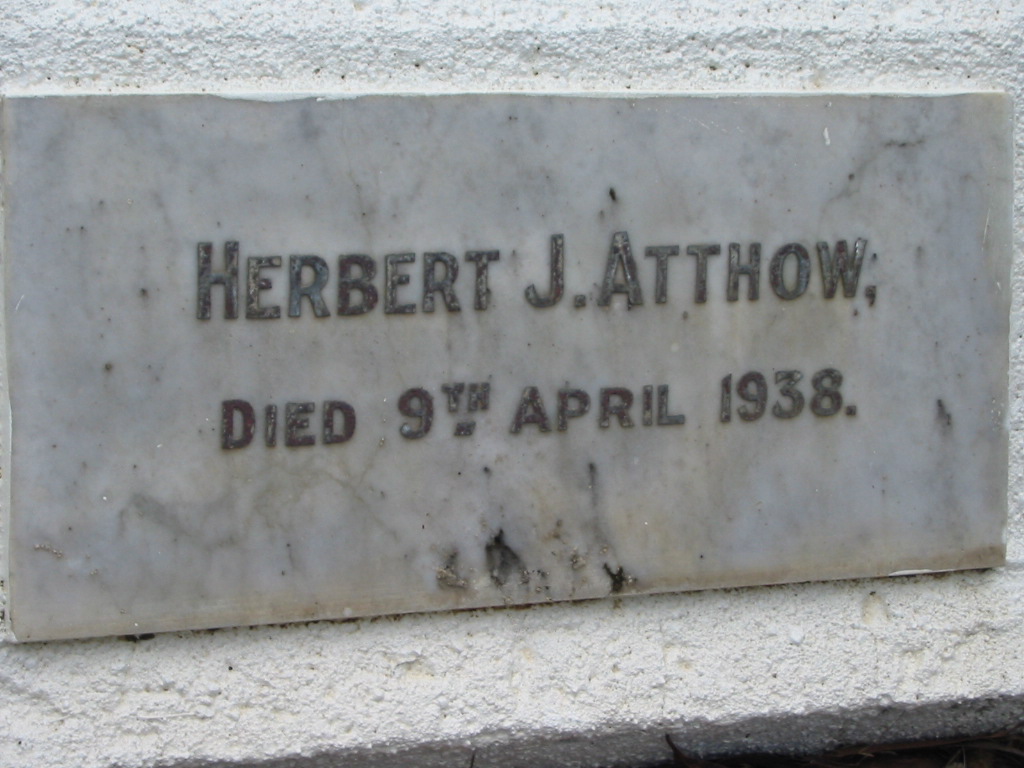 HERBERT J. ATTHOW,
DIED 9TH APRIL 1938.